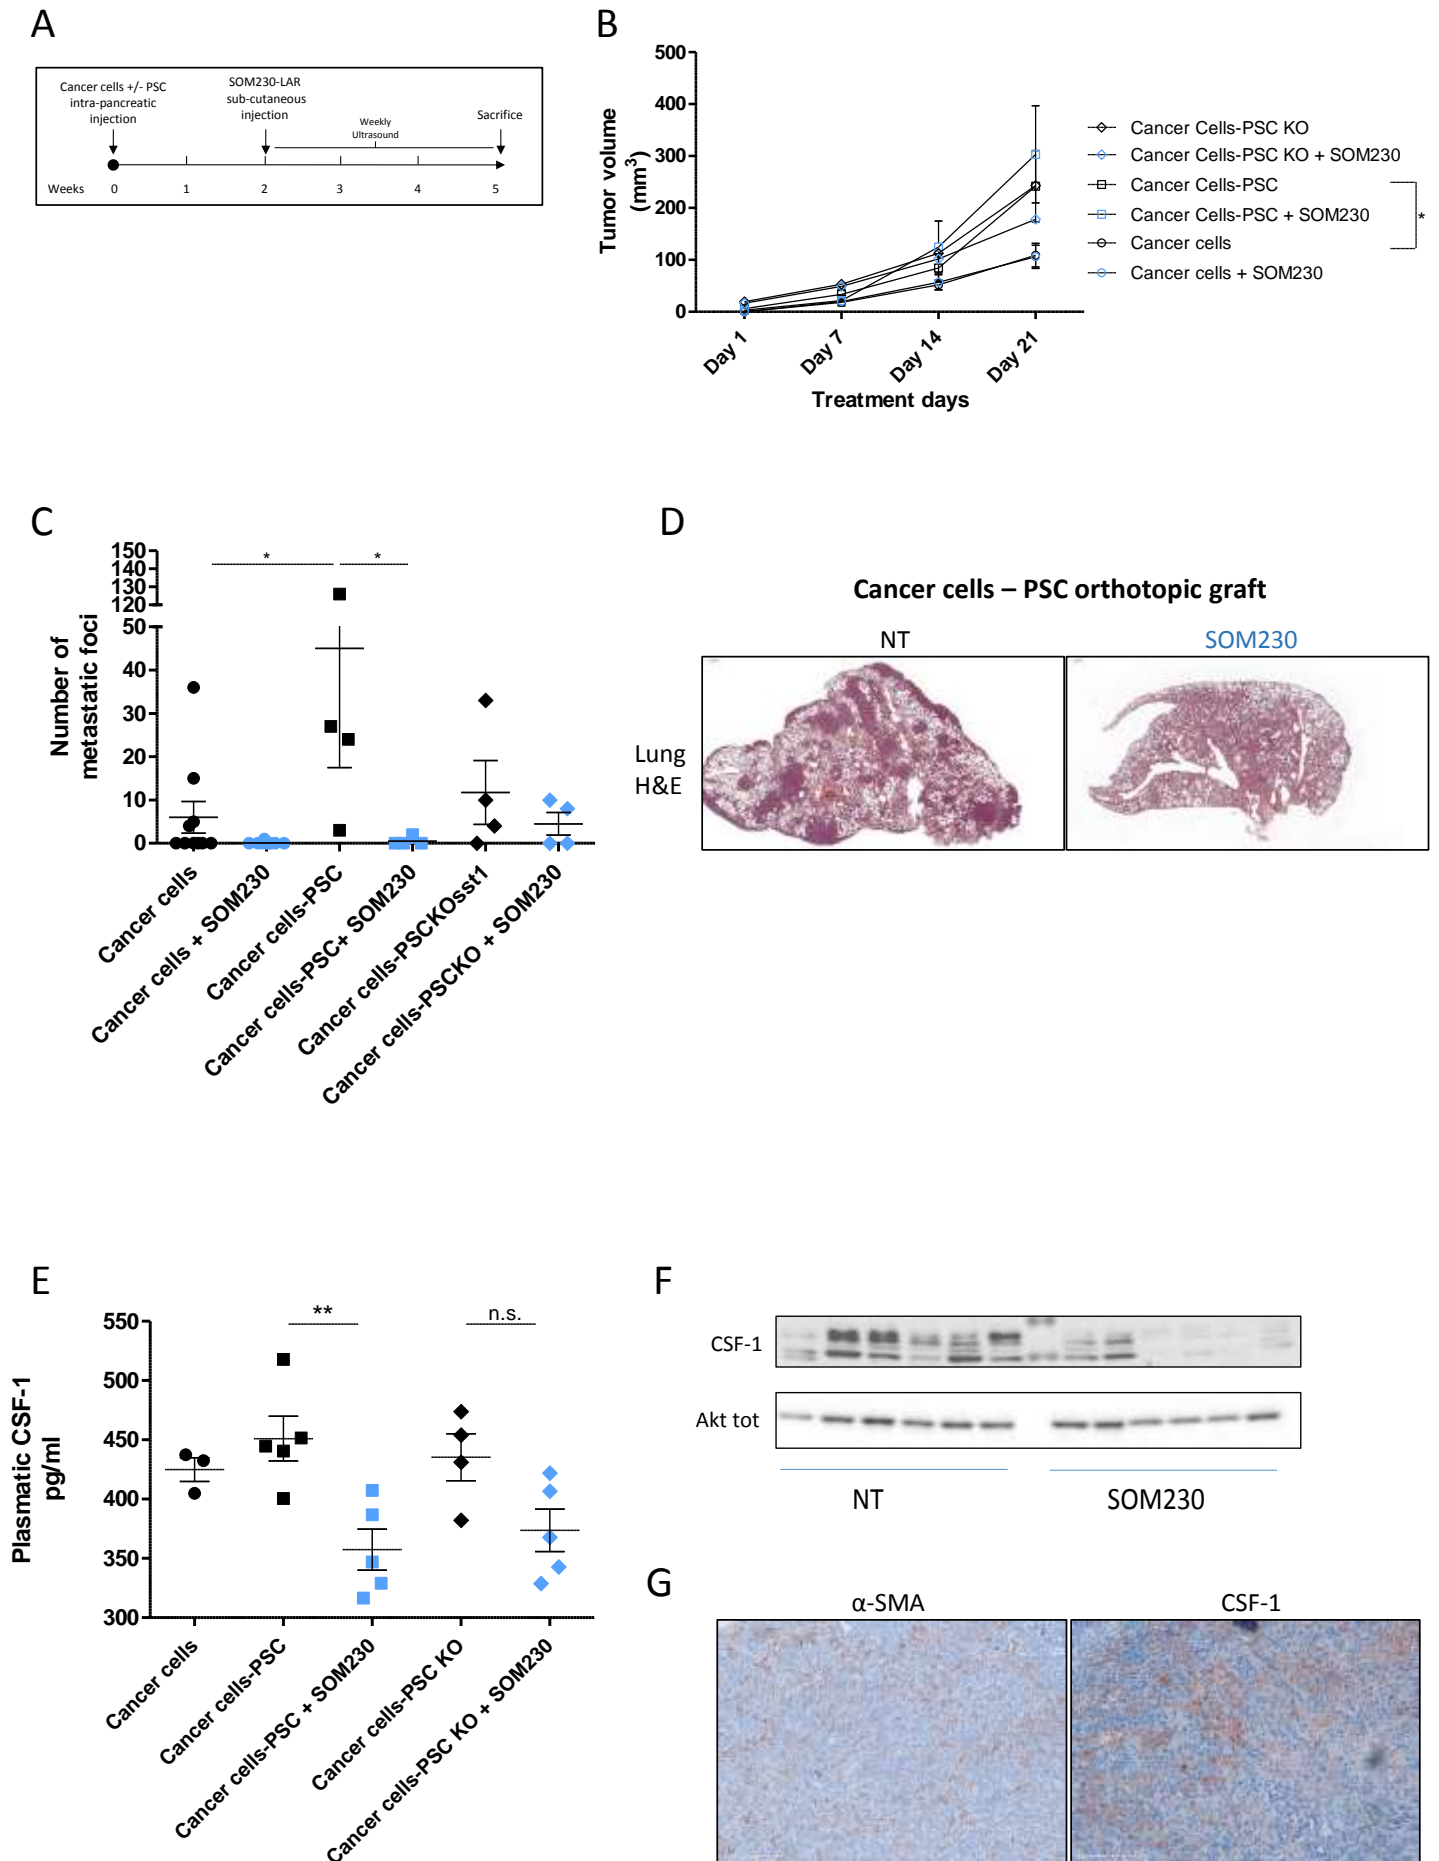 A
Cancer cells +/- PSC
intra-pancreatic
injection
SOM230-LAR
sub-cutaneous
injection
Weekly
Ultrasound
Sacrifice
Weeks 0 1 2 3 4 5
B
500
400
300
200
100
0
Tumor volume
(mm3)
Day 1 Day 7 Day 14 Day 21
Treatment days
Cancer Cells-PSC KO
Cancer Cells-PSC KO + SOM230
Cancer Cells-PSC
Cancer Cells-PSC + SOM230
Cancer cells
Cancer cells + SOM230
*
C
150
140
130
120
50
40
30
20
10
0
Number of
metastatic foci
* *
Cancer cells
Cancer cells + SOM230
Cancer cells-PSC
Cancer cells-PSC+ SOM230
Cancer cells-PSCKOsst1
Cancer cells-PSCKO + SOM230
D
Cancer cells – PSC orthotopic graft
NT SOM230
Lung
H&E
E
550
500
450
400
350
300
Plasmatic CSF-1
pg/ml
** n.s.
Cancer cells
Cancer cells-PSC
Cancer cells-PSC + SOM230
Cancer cells-PSC KO
Cancer cells-PSC KO + SOM230
F
CSF-1
Akt tot
NT SOM230
G
α-SMA CSF-1